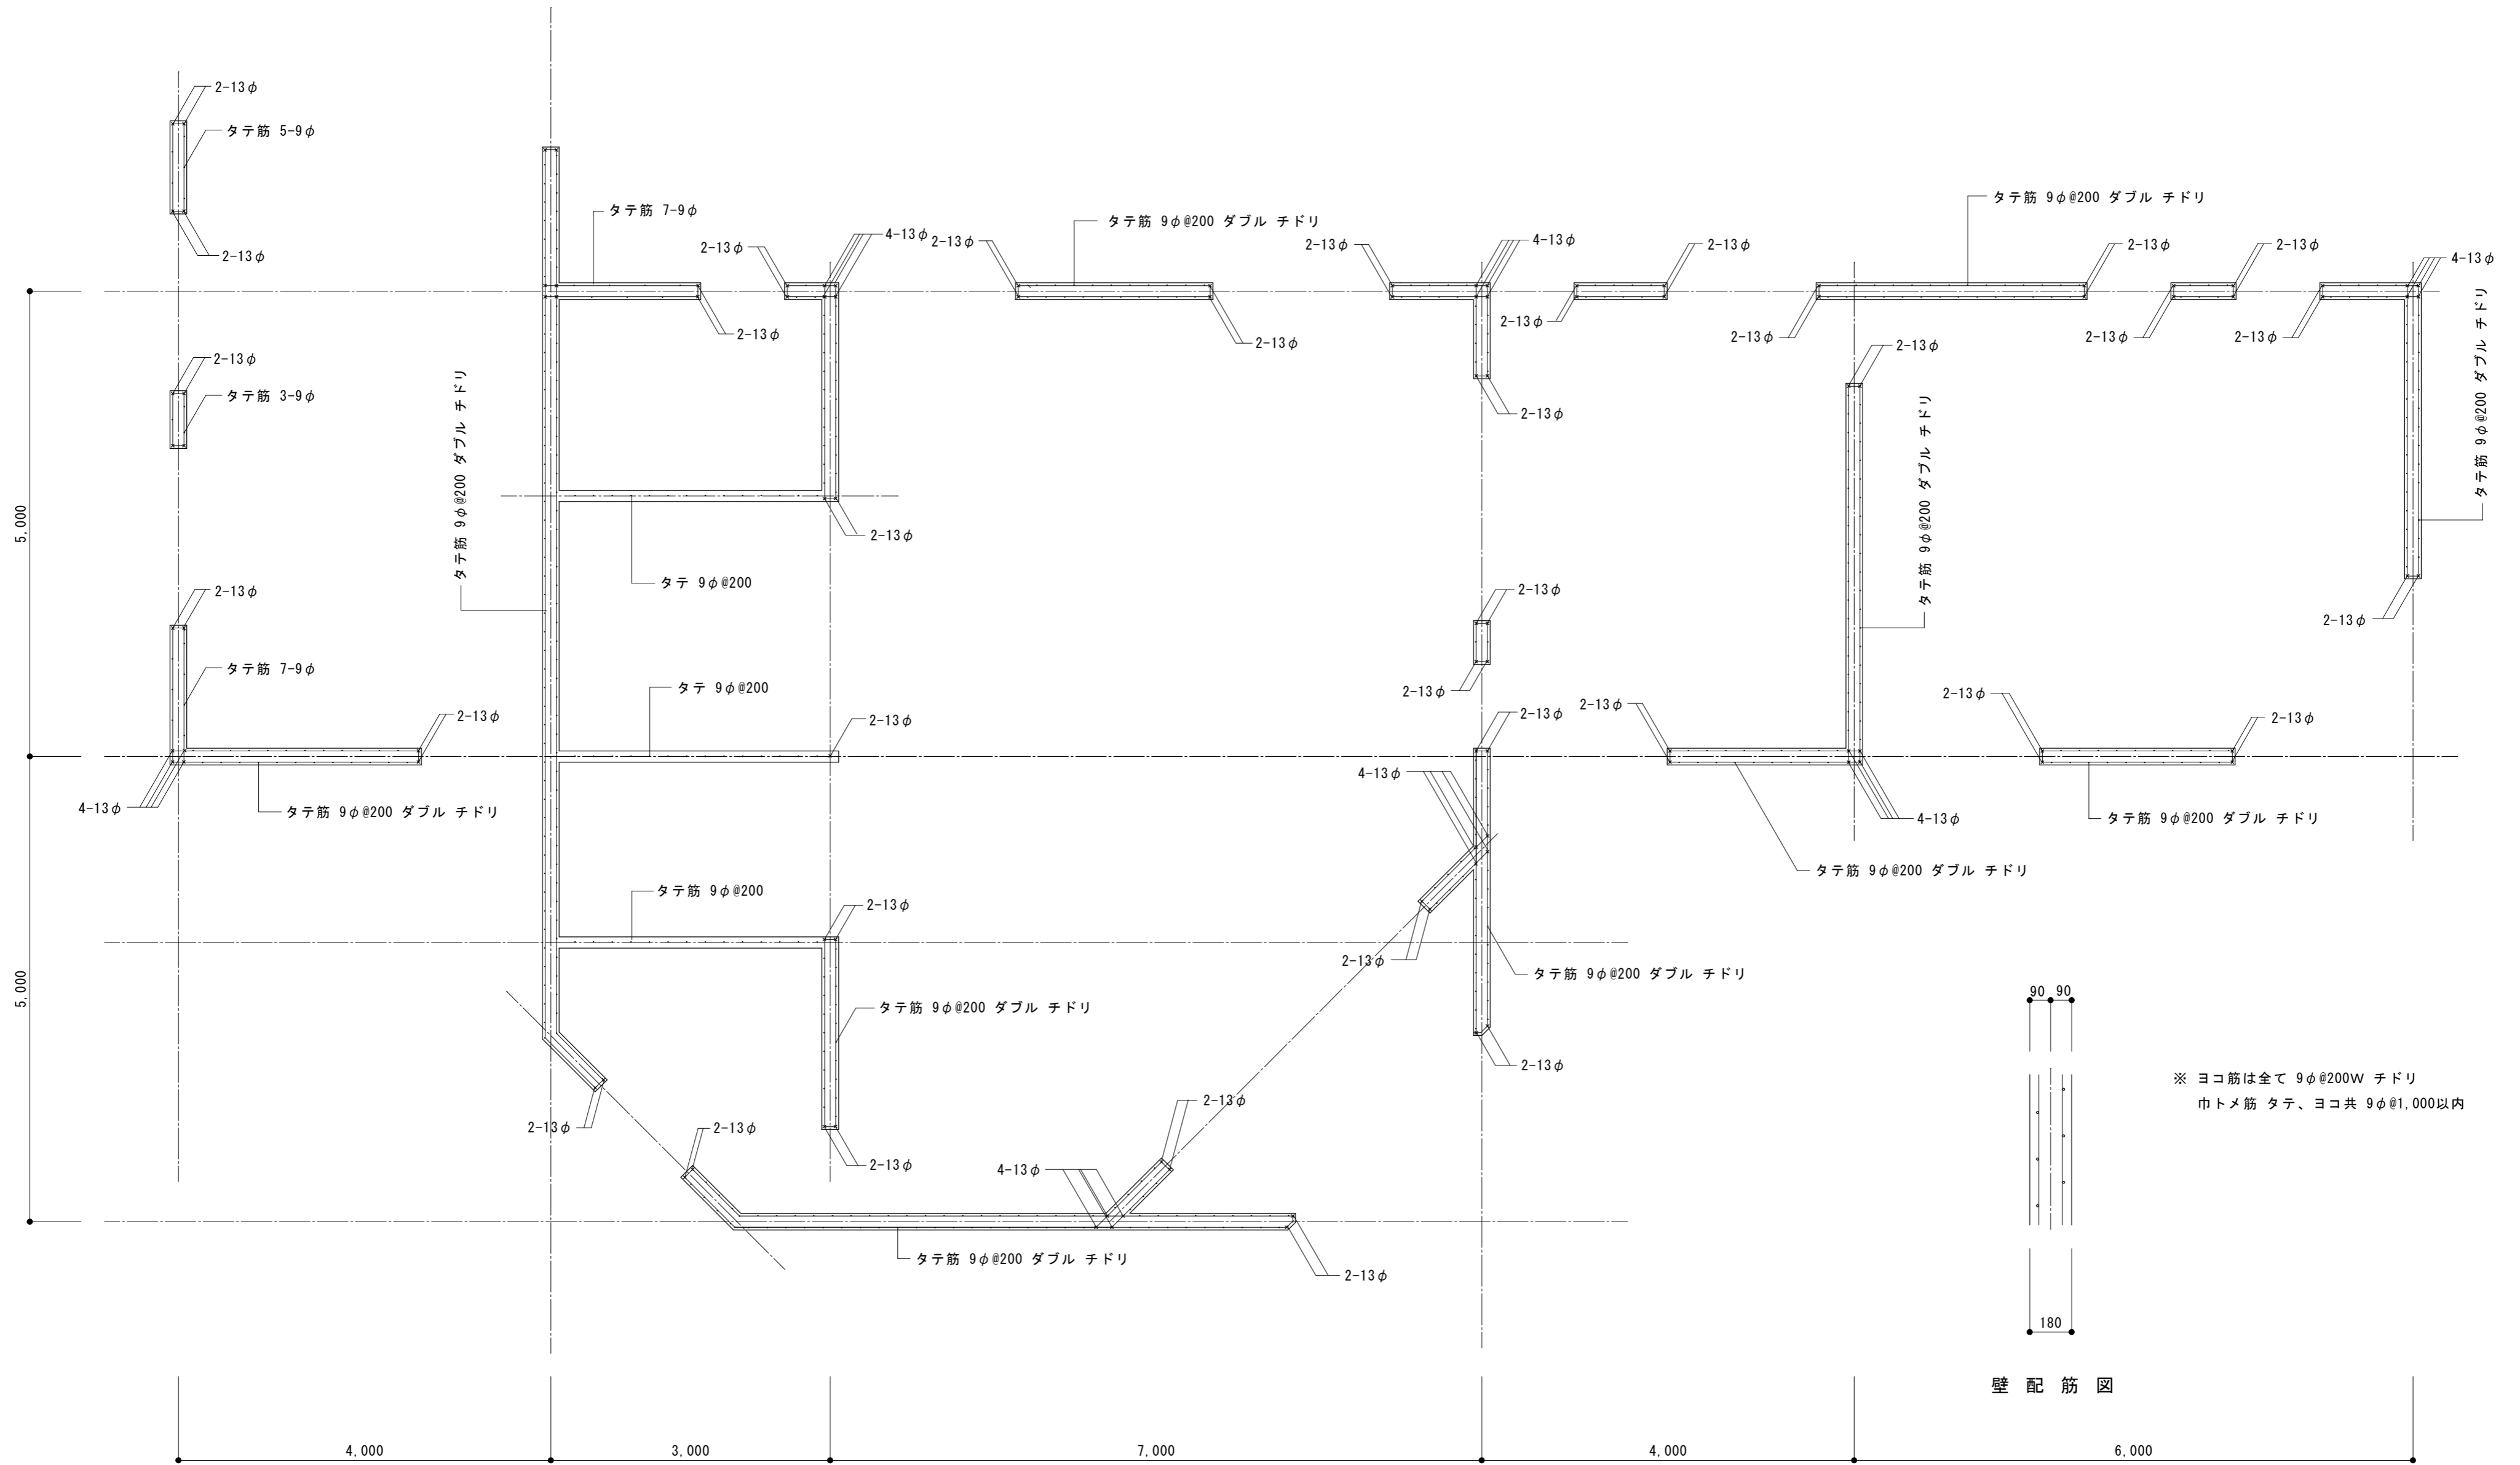 2-13φ
タテ筋 5-9φ
2-13φ
タテ筋 7-9φ
2-13φ
4-13φ
2-13φ
タテ筋 9φ@200 ダブル チドリ
2-13φ
4-13φ
2-13φ
タテ筋 9φ@200 ダブル チドリ
2-13φ
2-13φ
4-13φ
2-13φ
2-13φ
2-13φ
2-13φ
2-13φ
2-13φ
タテ筋 9φ@200 ダブル チドリ
2-13φ
タテ筋 3-9φ
タテ筋 9φ@200 ダブル チドリ
2-13φ
2-13φ
タテ筋 9φ@200 ダブル チドリ
5,000
2-13φ
タテ 9φ@200
2-13φ
2-13φ
2-13φ
タテ筋 7-9φ
タテ 9φ@200
2-13φ
2-13φ
2-13φ
2-13φ
2-13φ
2-13φ
2-13φ
4-13φ
タテ筋 9φ@200 ダブル チドリ
4-13φ
4-13φ
タテ筋 9φ@200 ダブル チドリ
タテ筋 9φ@200 ダブル チドリ
タテ筋 9φ@200
2-13φ
2-13φ
タテ筋 9φ@200 ダブル チドリ
5,000
タテ筋 9φ@200 ダブル チドリ
2-13φ
2-13φ
2-13φ
2-13φ
2-13φ
4-13φ
タテ筋 9φ@200 ダブル チドリ
2-13φ
90 90
※ ヨコ筋は全て 9φ@200W チドリ
巾トメ筋 タテ、ヨコ共 9φ@1,000以内
180
壁 配 筋 図
4,000
3,000
7,000
4,000
6,000